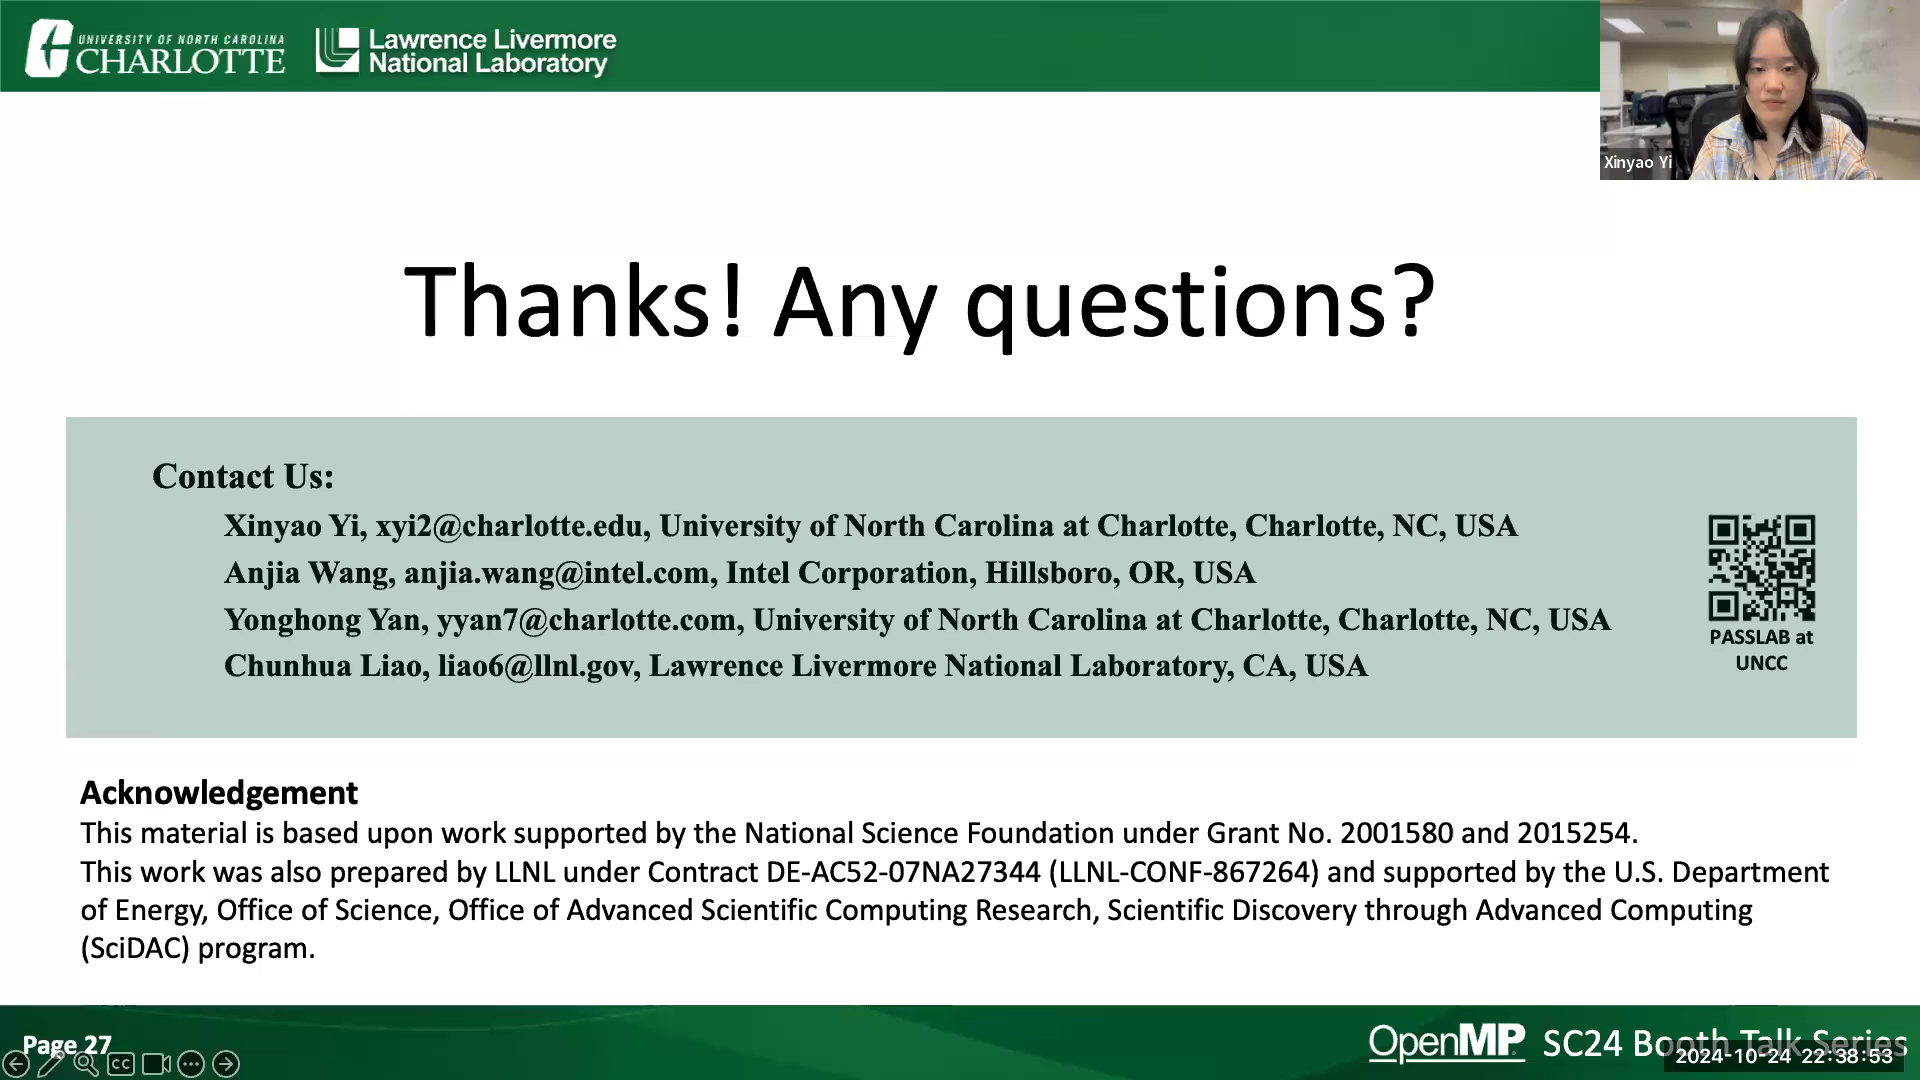 UNIVERSITY OF NORTH CAROLINA
CHARLOTTE
Lawrence Livermore
National Laboratory
Xinyao Yi
Thanks! Any questions?
Contact Us:
Xinyao Yi, xyi2@charlotte.edu, University of North Carolina at Charlotte, Charlotte, NC, USA
Anjia Wang, anjia.wang@intel.com, Intel Corporation, Hillsboro, OR, USA
Yonghong Yan, yyan7@charlotte.com, University of North Carolina at Charlotte, Charlotte, NC, USA
Chunhua Liao, liao6@llnl.gov, Lawrence Livermore National Laboratory, CA, USA
PASSLAB at
UNCC
Acknowledgement
This material is based upon work supported by the National Science Foundation under Grant No. 2001580 and 2015254.
This work was also prepared by LLNL under Contract DE-AC52-07NA27344 (LLNL-CONF-867264) and supported by the U.S. Department
of Energy, Office of Science, Office of Advanced Scientific Computing Research, Scientific Discovery through Advanced Computing
(SciDAC) program.
Page 27
CC
OpenMP SC24 Booth Talk Series
2024-10-24 22:38:53